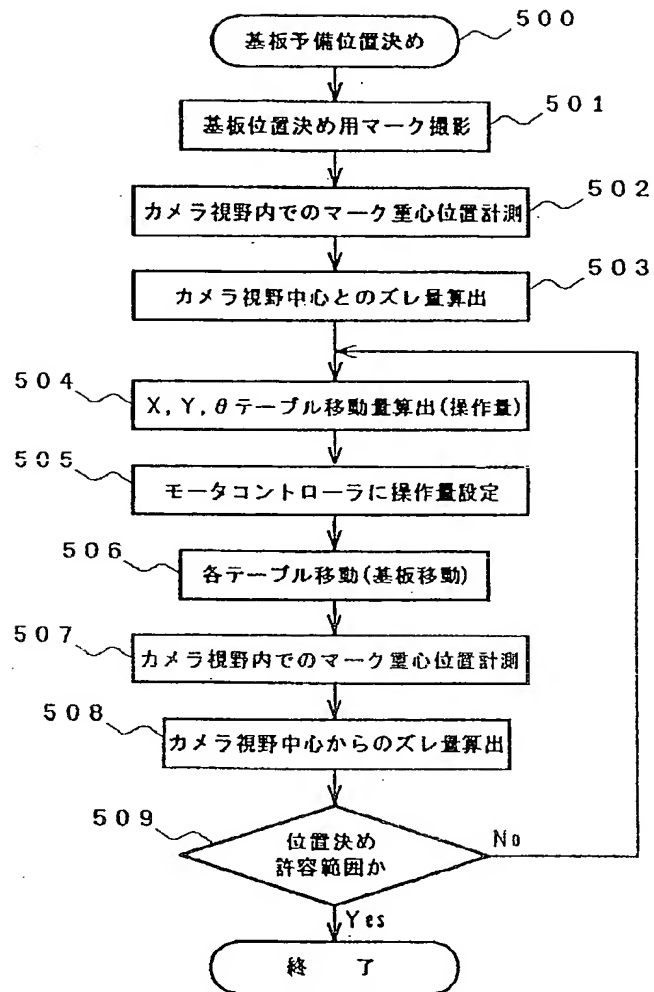 500
基板予備位置決め
501
基板位置決め用マーク撮影
502
カメラ視野内でのマーク重心位置計測
503
カメラ視野中心とのズレ量算出
504
X, Y, θテーブル移動量算出(操作量)
505
モータコントローラに操作量設定
506
各テーブル移動(基板移動)
507
カメラ視野内でのマーク重心位置計測
508
カメラ視野中心からのズレ量算出
509
位置決め
許容範囲か
No
Yes
終 了